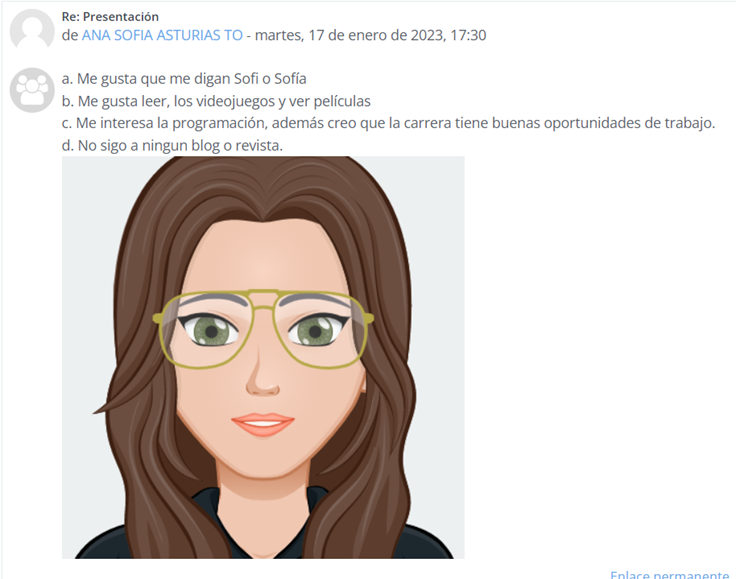 Re: Presentación
de ANA SOFIA ASTURIAS TO - martes, 17 de enero de 2023, 17:30
a. Me gusta que me digan Sofi o Sofía
b. Me gusta leer, los videojuegos y ver películas
c. Me interesa la programación, además creo que la carrera tiene buenas oportunidades de trabajo.
d. No sigo a ningun blog o revista.
Enlace permanente